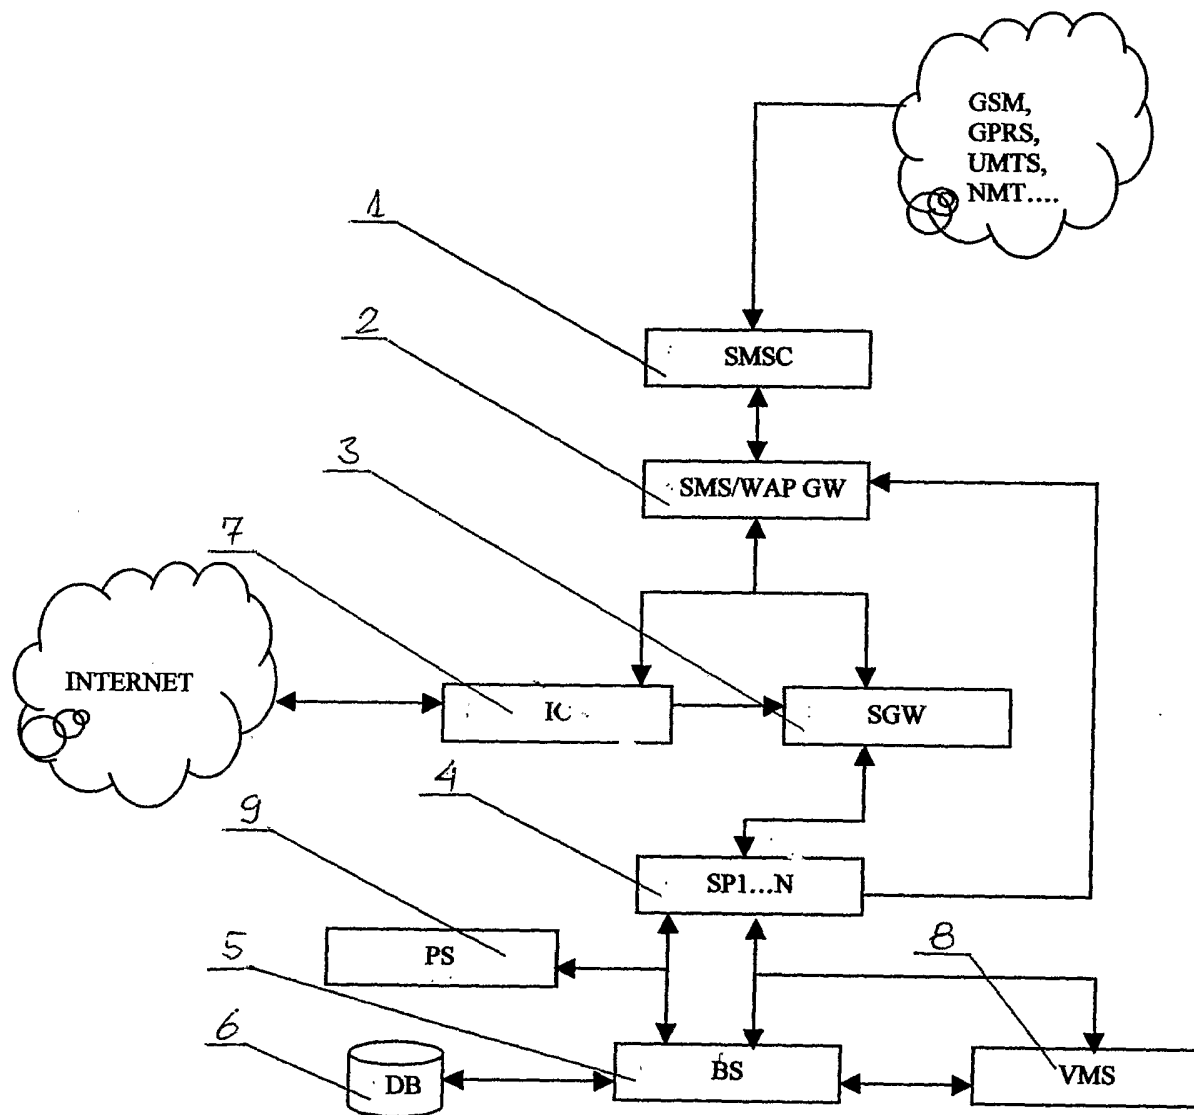 GSM,
GPRS,
UMTS,
NMT....
1
SMSC
2
3
SMS/WAP GW
7
INTERNET
IC
SGW
4
9
SP1...N
PS
5
8
6
DB
BS
VMS